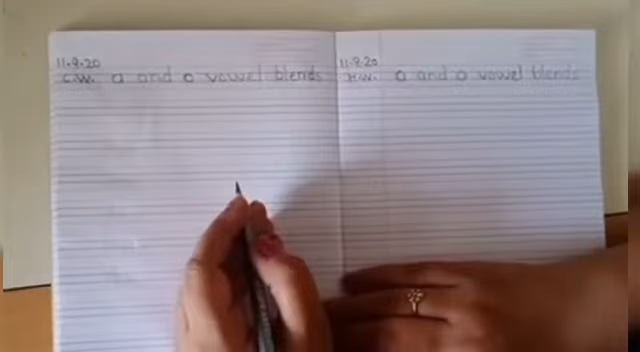 11.9.20
C.W. a and o vowel blends
11.9.20
H.W. a and o vowel blends